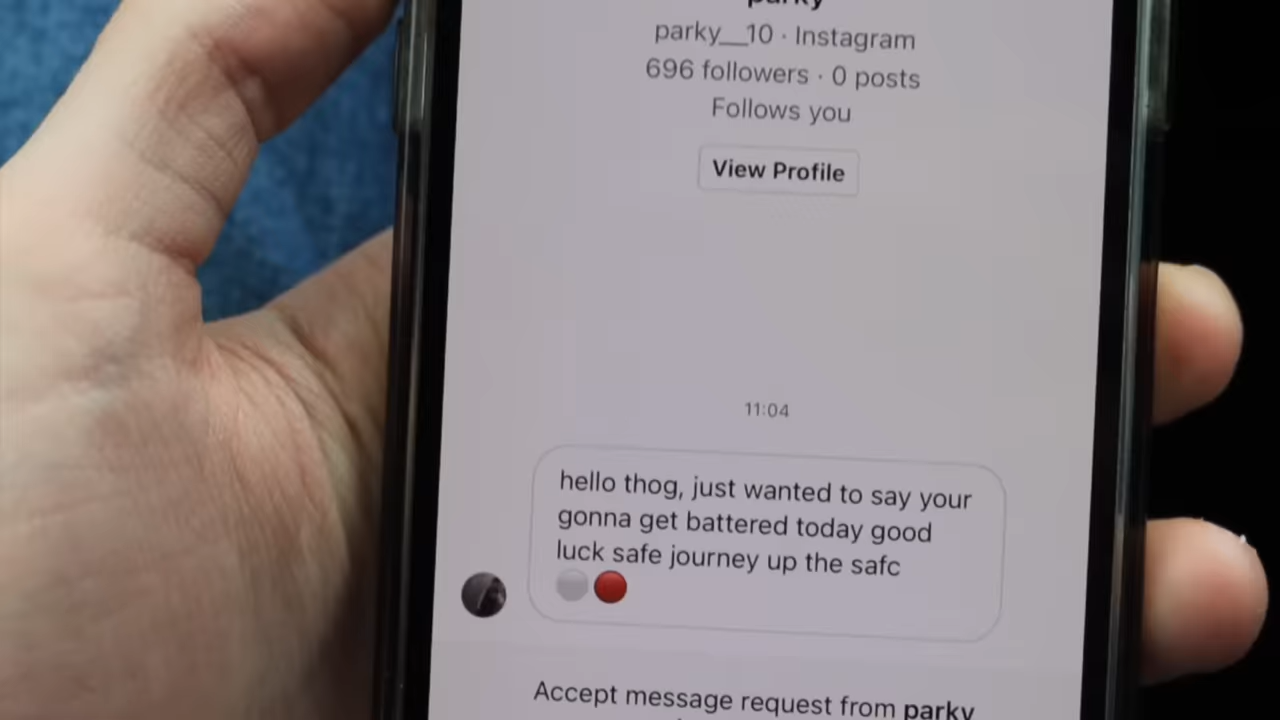 parky
parky__10 · Instagram
696 followers · 0 posts
Follows you
View Profile
11:04
hello thog, just wanted to say your
gonna get battered today good
luck safe journey up the safc
⚪🔴
Accept message request from parky